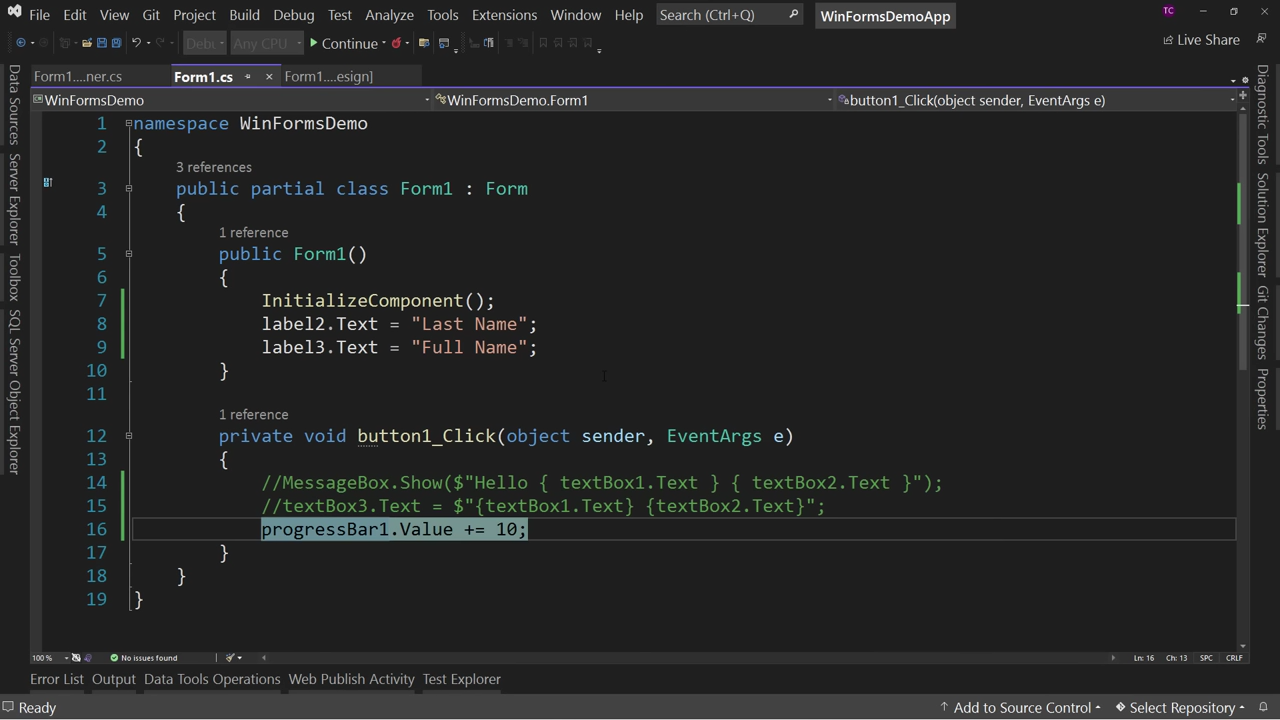 File Edit View Git Project Build Debug Test Analyze Tools Extensions Window Help Search (Ctrl+Q) WinFormsDemoApp TC
Debu Any CPU Continue Live Share
Form1....ner.cs Form1.cs Form1....esign]
WinFormsDemo WinFormsDemo.Form1 button1_Click(object sender, EventArgs e)
1 namespace WinFormsDemo
2 {
3 references
3 public partial class Form1 : Form
4 {
1 reference
5 public Form1()
6 {
7 InitializeComponent();
8 label2.Text = "Last Name";
9 label3.Text = "Full Name";
10 }
11
1 reference
12 private void button1_Click(object sender, EventArgs e)
13 {
14 //MessageBox.Show($"Hello { textBox1.Text } { textBox2.Text }");
15 //textBox3.Text = $"{textBox1.Text} {textBox2.Text}";
16 progressBar1.Value += 10;
17 }
18 }
19 }
Data Sources
Server Explorer
Toolbox
SQL Server Object Explorer
Diagnostic Tools
Solution Explorer
Git Changes
Properties
100 % No issues found Ln: 16 Ch: 13 SPC CRLF
Error List Output Data Tools Operations Web Publish Activity Test Explorer
Ready Add to Source Control Select Repository